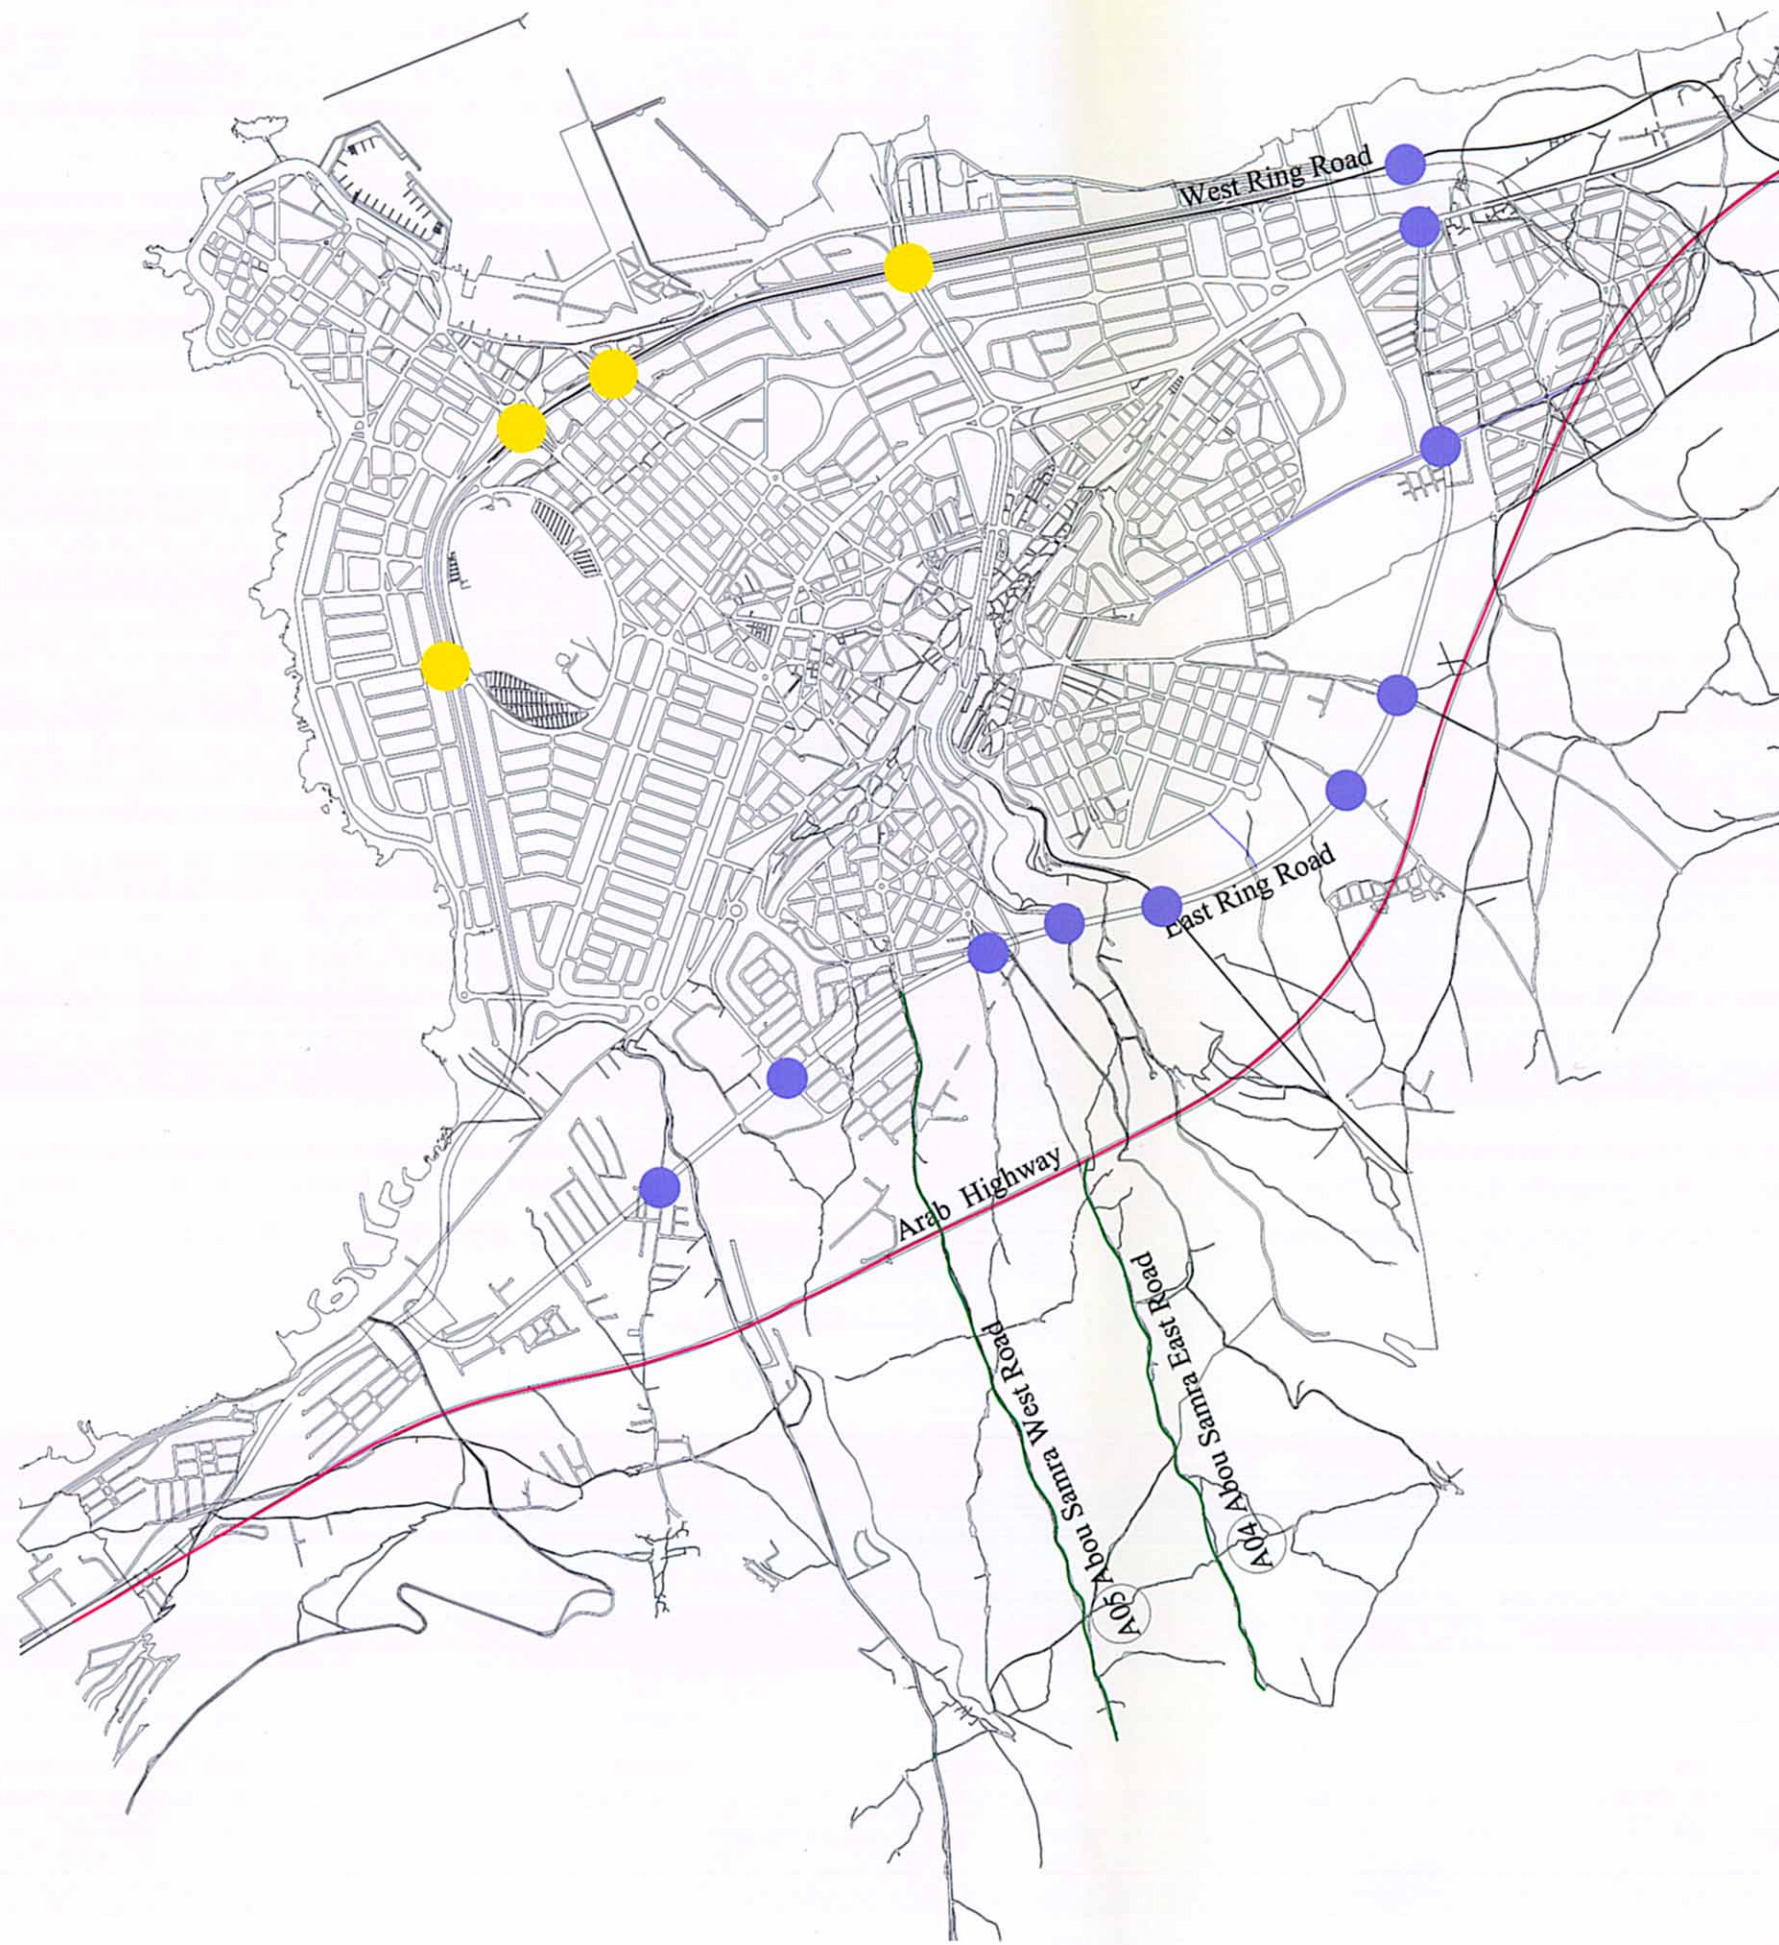 West Ring Road
East Ring Road
Arab Highway
Abou Samra West Road
Abou Samra East Road
A04
A05